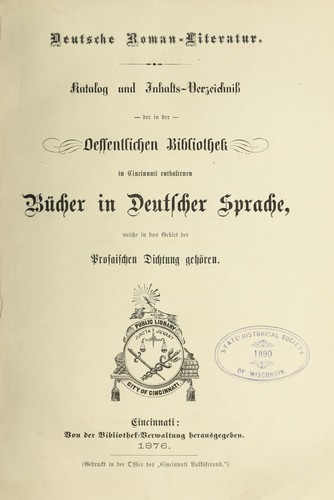 Deutsche Roman-Literatur.
Katalog und Inhalts-Verzeichniß
— der in der —
Oeffentlichen Bibliothek
in Cincinnati enthaltenen
Bücher in Deutscher Sprache,
welche in das Gebiet der
Prosaischen Dichtung gehören.
PUBLIC LIBRARY
JUNCTA JUVANT
CITY OF CINCINNATI.
STATE HISTORICAL SOCIETY
1890
OF WISCONSIN.
Cincinnati:
Von der Bibliothek-Verwaltung herausgegeben.
1876.
(Gedruckt in der Office des „Cincinnati Volksfreund.")